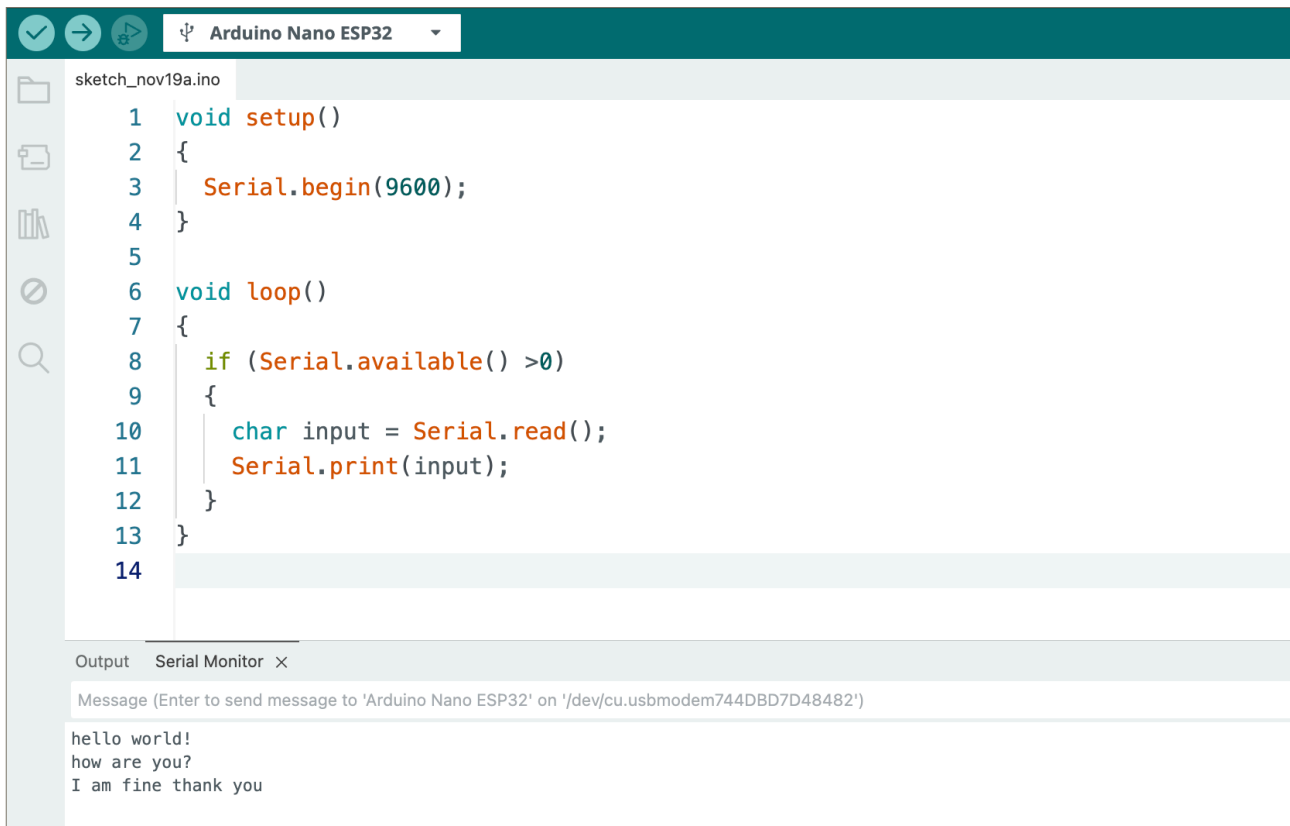 Arduino Nano ESP32
sketch_nov19a.ino
1 void setup()
2 {
3 Serial.begin(9600);
4 }
5
6 void loop()
7 {
8 if (Serial.available() >0)
9 {
10 char input = Serial.read();
11 Serial.print(input);
12 }
13 }
14
Output Serial Monitor
Message (Enter to send message to 'Arduino Nano ESP32' on '/dev/cu.usbmodem744DBD7D48482')
hello world!
how are you?
I am fine thank you